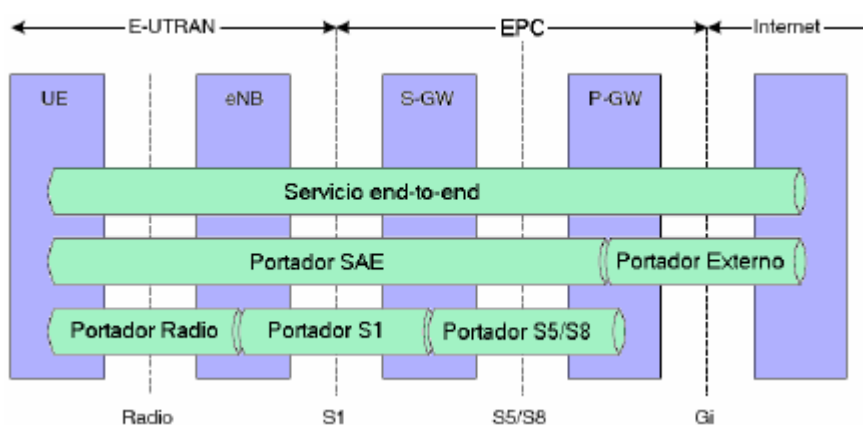 E-UTRAN EPC Internet
UE eNB S-GW P-GW
Servicio end-to-end
Portador SAE Portador Externo
Portador Radio Portador S1 Portador S5/S8
Radio S1 S5/S8 Gi